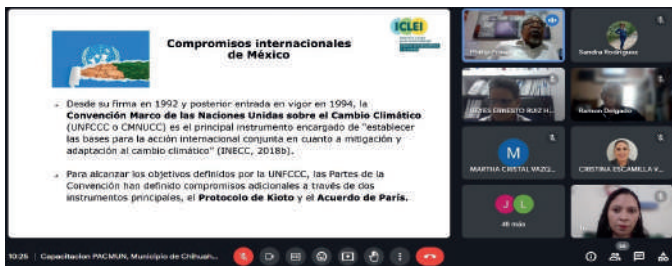 Compromisos internacionales
de México
ICLEI
Desde su firma en 1992 y posterior entrada en vigor en 1994, la
Convención Marco de las Naciones Unidas sobre el Cambio Climático
(UNFCCC o CMNUCC) es el principal instrumento encargado de "establecer
las bases para la acción internacional conjunta en cuanto a mitigación y
adaptación al cambio climático" (INECC, 2018b).
Para alcanzar los objetivos definidos por la UNFCCC, las Partes de la
Convención han definido compromisos adicionales a través de dos
instrumentos principales, el Protocolo de Kioto y el Acuerdo de París.
Sandra Rodriguez
REYES ERNESTO RUIZ H...
Ramon Delgado
M
MARTHA CRISTAL VAZQ...
CRISTINA ESCAMILLA V...
J L
48 más
10:25 | Capacitacion PACMUN, Municipio de Chihuah...